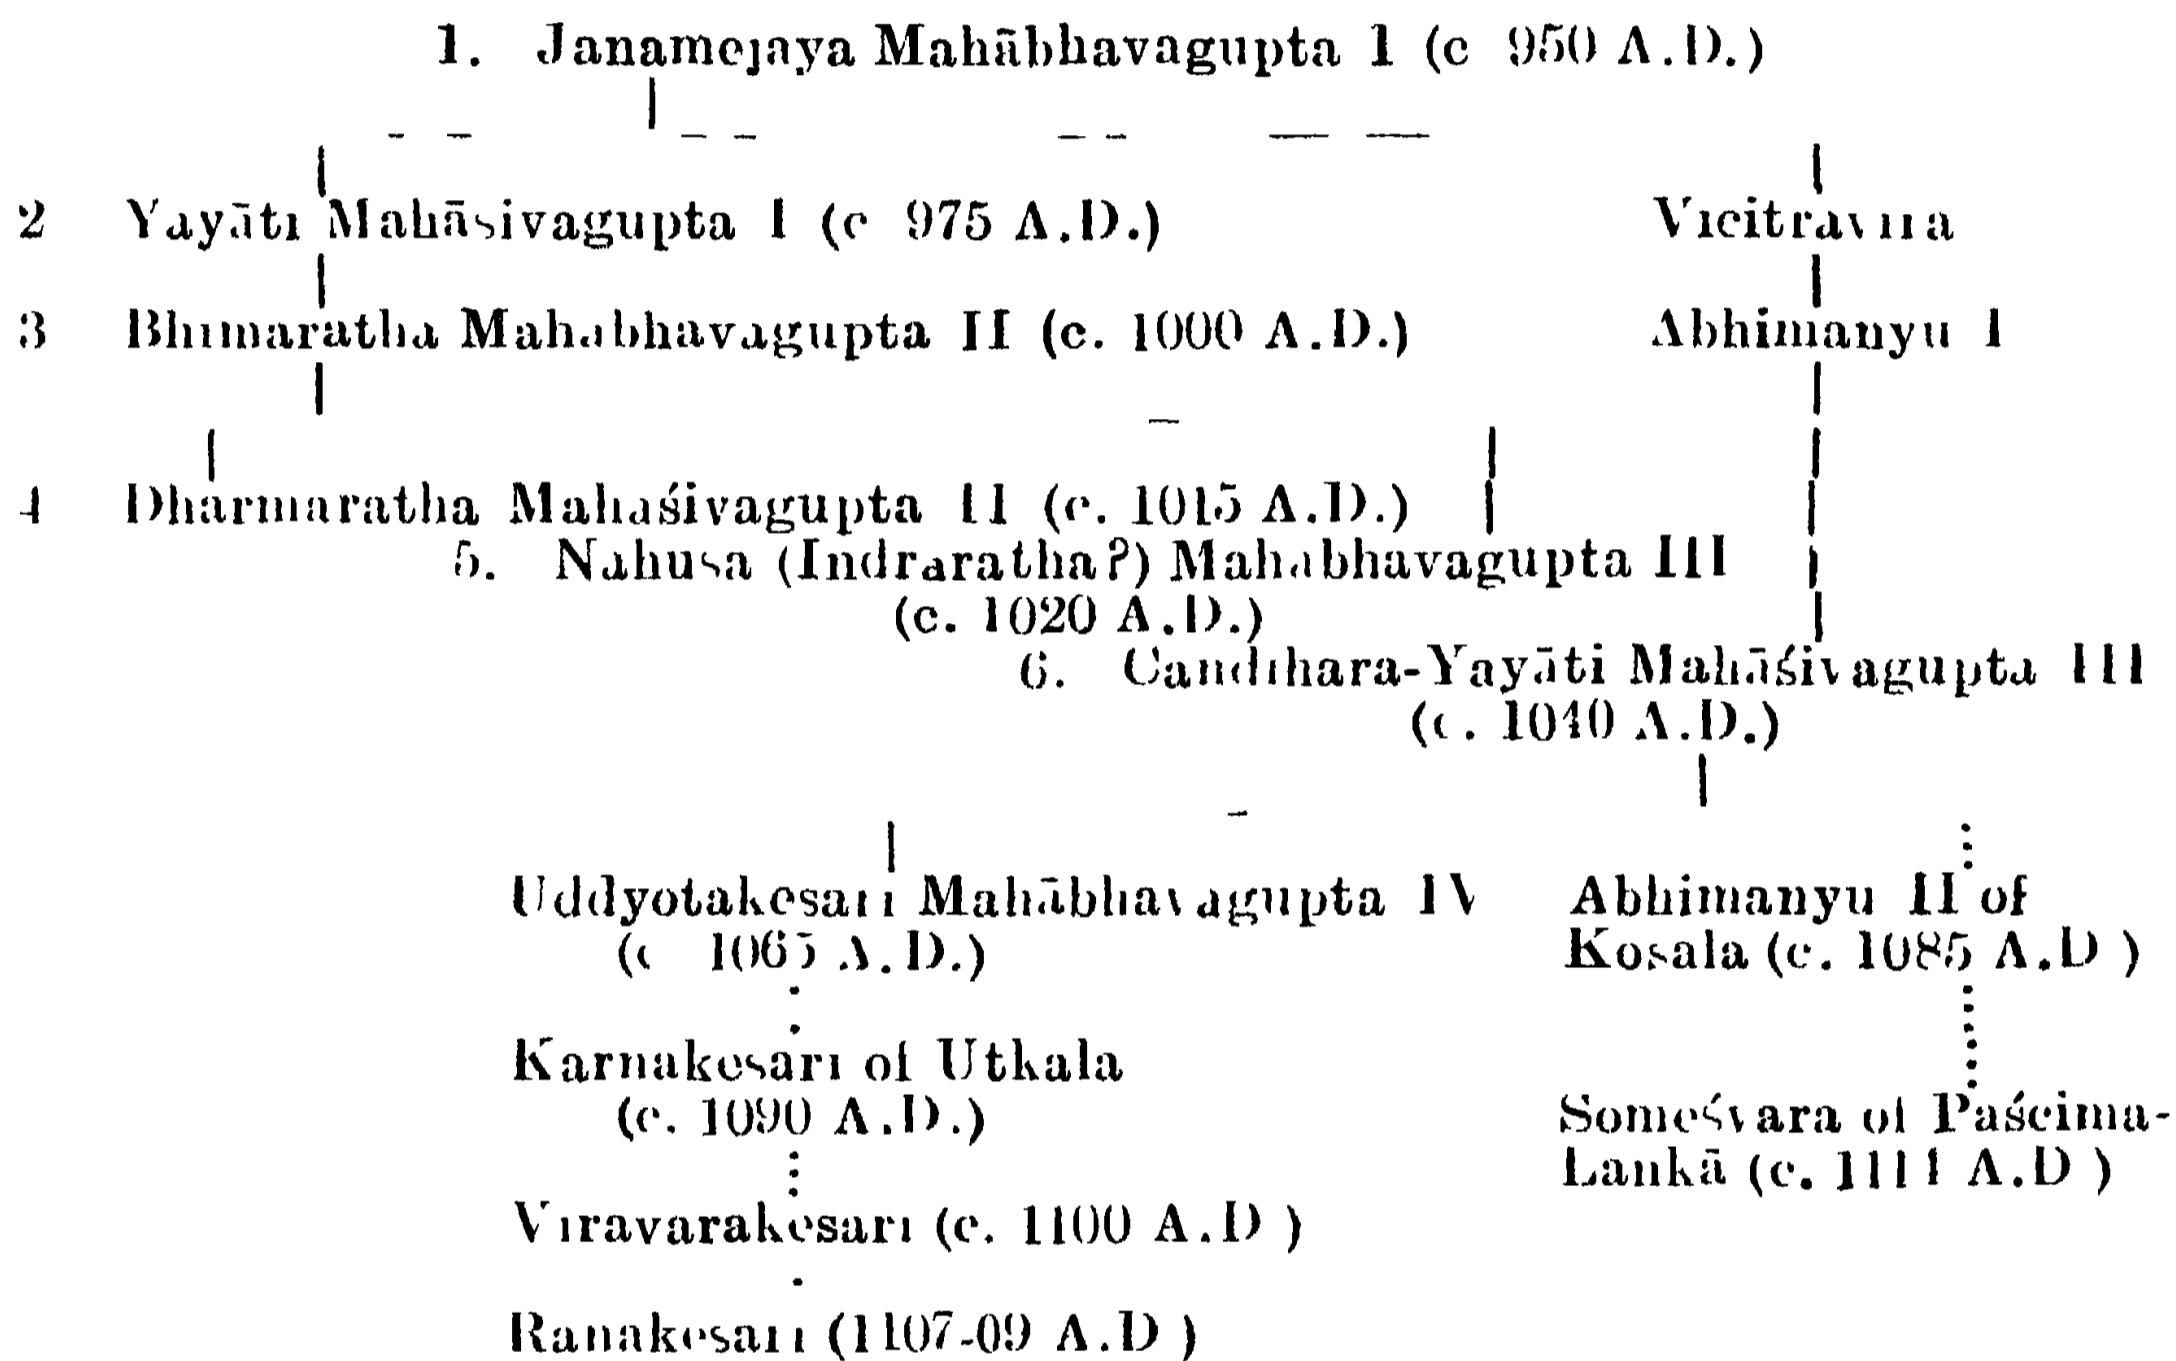 1. Janamejaya Mahābhavagupta I (c 950 A.D.)
2 Yayāti Mahāsivagupta I (c 975 A.D.) Vicitravira
3 Bhimaratha Mahabhavagupta II (c. 1000 A.D.) Abhimanyu I
4 Dharmaratha Mahaśivagupta II (c. 1015 A.D.)
5. Nahusa (Indraratha?) Mahabhavagupta III
(c. 1020 A.D.)
6. Candihara-Yayāti Mahāśivagupta III
(c. 1040 A.D.)
Uddyotakesari Mahābhavagupta IV
(c 1065 A.D.)
Abhimanyu II of
Kosala (c. 1085 A.D )
Karnakesari of Utkala
(c. 1090 A.D.)
Someśvara of Paścima-
Lankā (c. 1111 A.D )
Viravarakesari (c. 1100 A.D )
Ranakesari (1107-09 A.D )